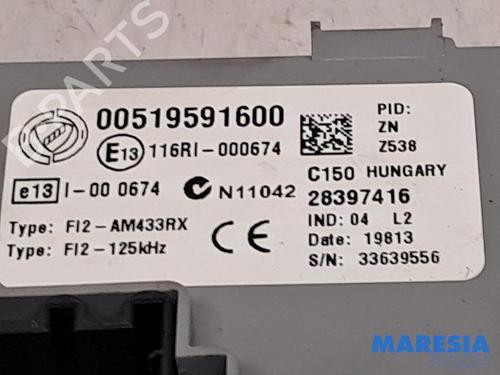 00519591600
E13 116RI-000674
e13 I-00 0674
N11042
Type: FI2-AM433RX
Type: FI2-125kHz
CE
PID:
ZN
Z538
C150 HUNGARY
28397416
IND: 04 L2
Date: 19813
S/N: 33639556
B-PARTS
MARESIA